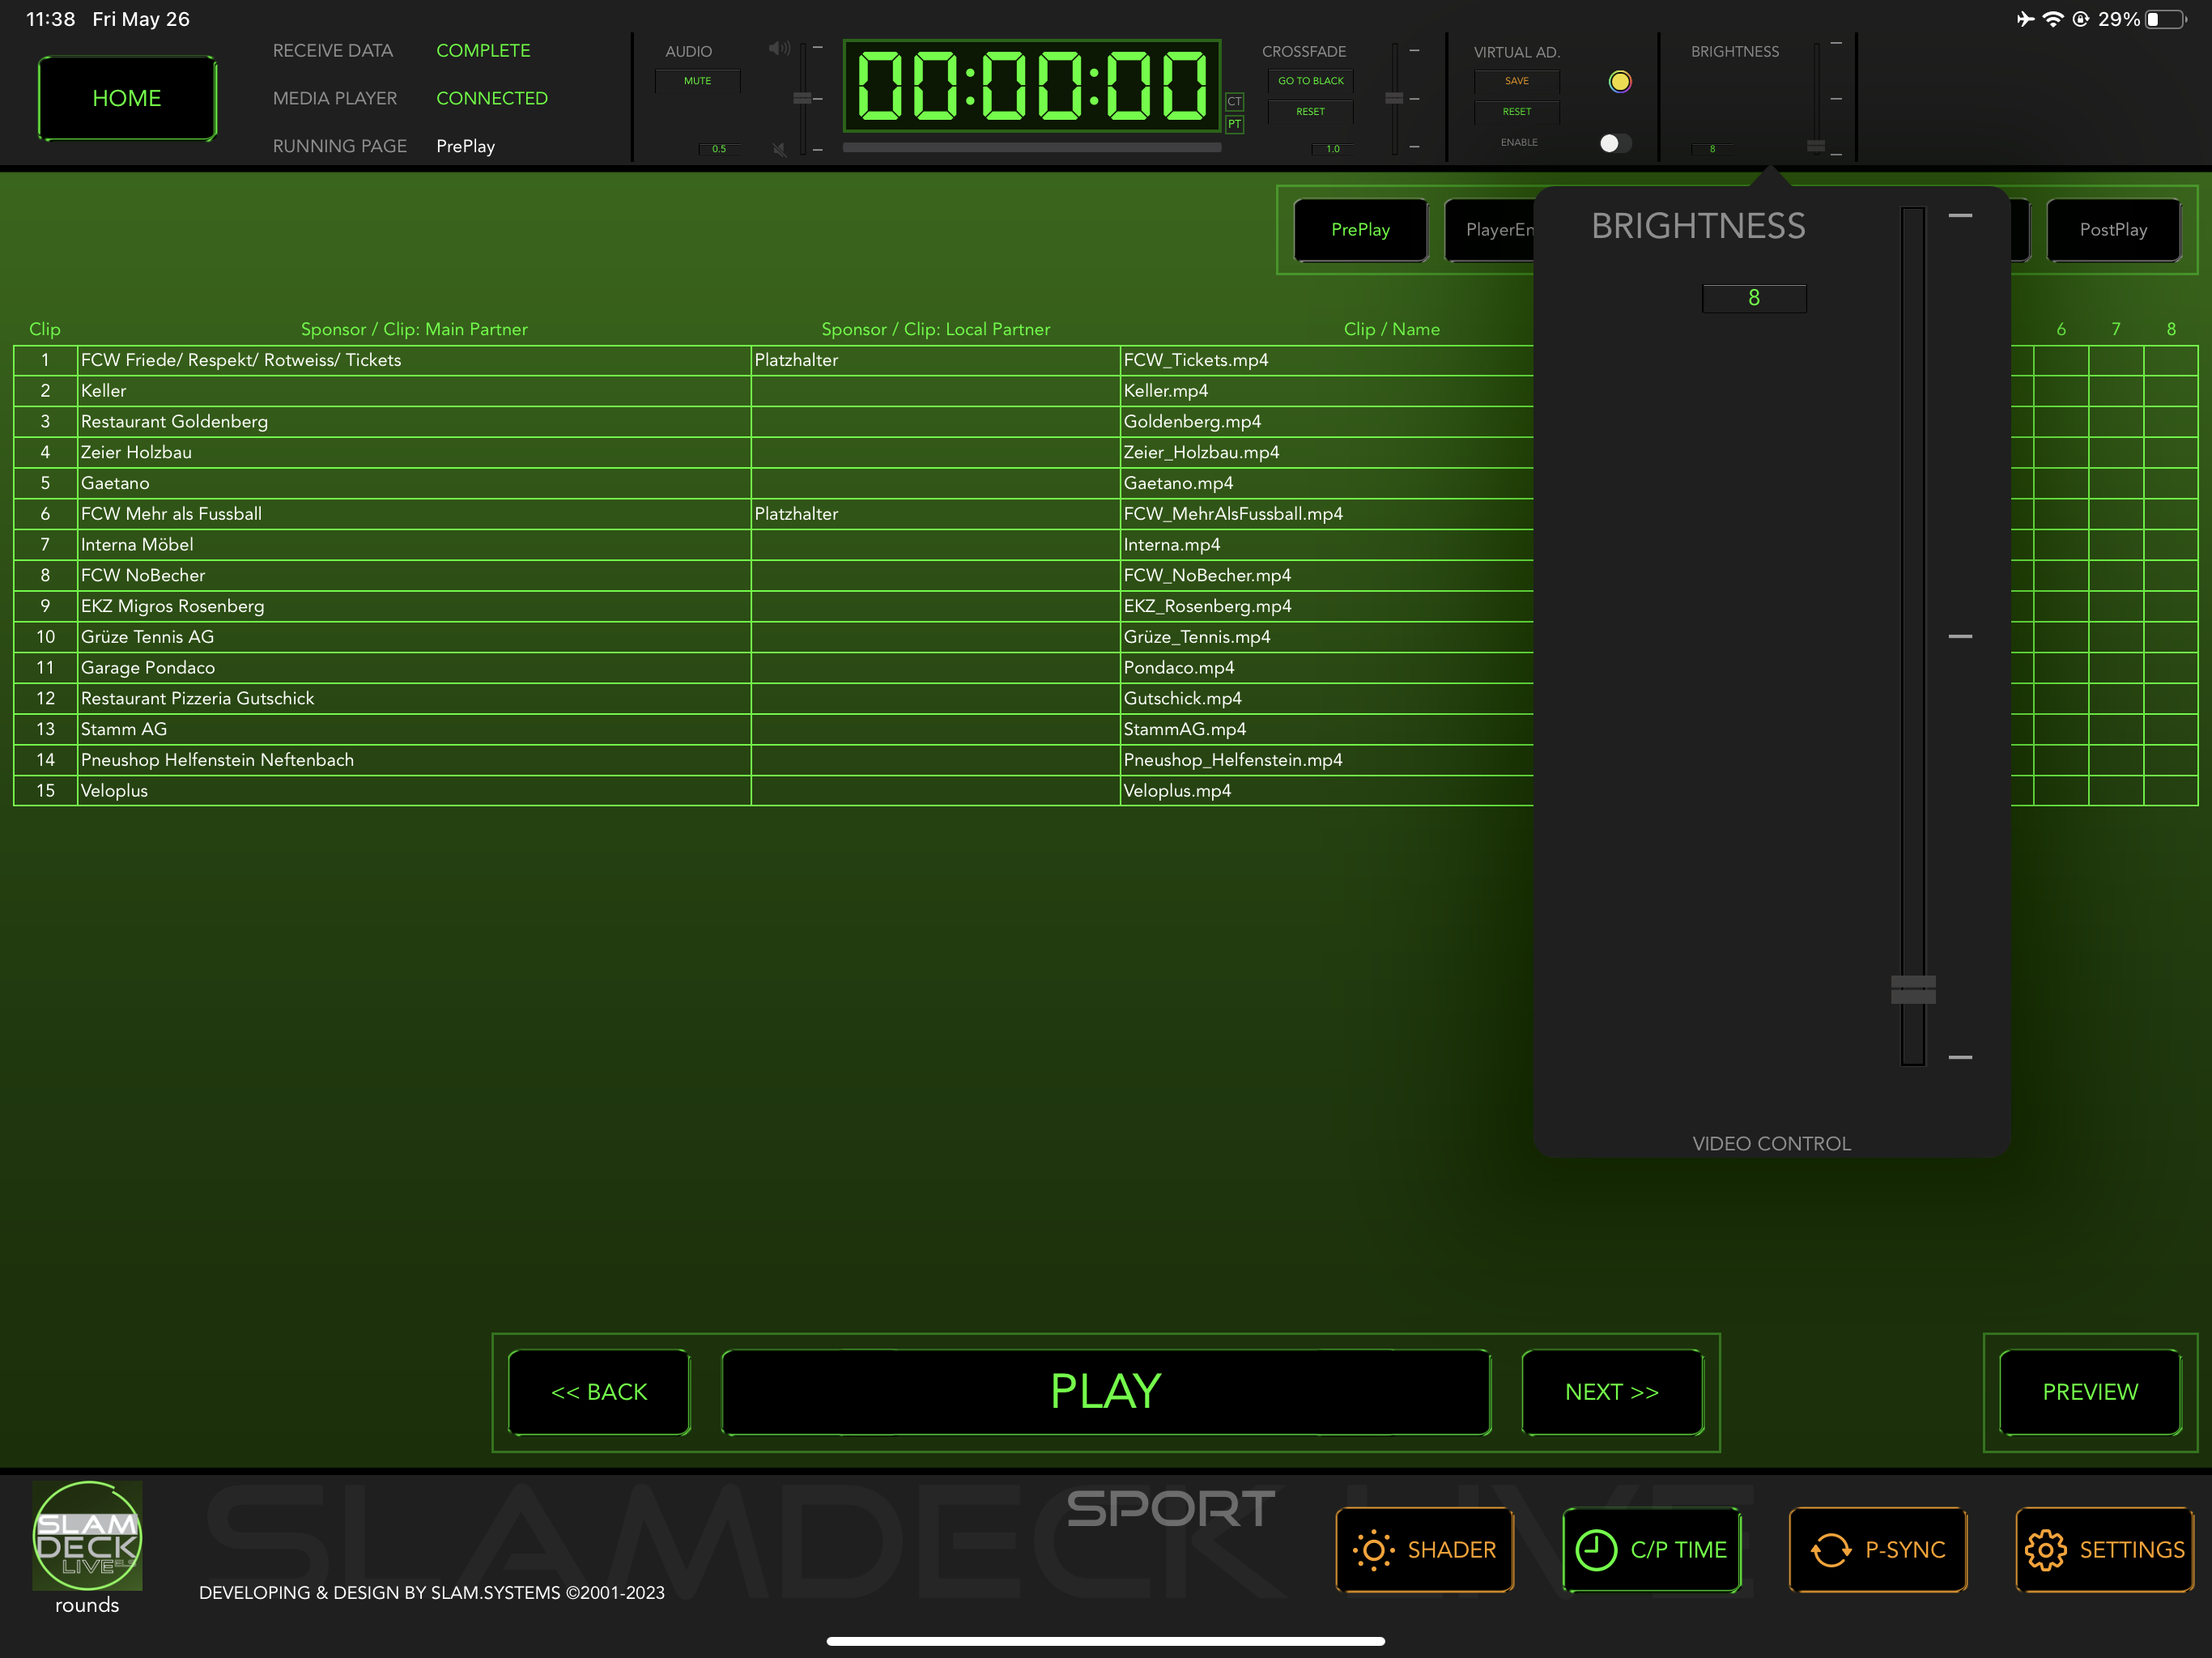 11:38 Fri May 26
29%
HOME
RECEIVE DATA COMPLETE
MEDIA PLAYER CONNECTED
RUNNING PAGE PrePlay
AUDIO
MUTE
0.5
00:00:00
CT
PT
CROSSFADE
GO TO BLACK
RESET
1.0
VIRTUAL AD.
SAVE
RESET
ENABLE
BRIGHTNESS
8
PrePlay PlayerEn PostPlay
BRIGHTNESS
8
VIDEO CONTROL
Clip Sponsor / Clip: Main Partner Sponsor / Clip: Local Partner Clip / Name 6 7 8
1 FCW Friede/ Respekt/ Rotweiss/ Tickets Platzhalter FCW_Tickets.mp4
2 Keller Keller.mp4
3 Restaurant Goldenberg Goldenberg.mp4
4 Zeier Holzbau Zeier_Holzbau.mp4
5 Gaetano Gaetano.mp4
6 FCW Mehr als Fussball Platzhalter FCW_MehrAlsFussball.mp4
7 Interna Möbel Interna.mp4
8 FCW NoBecher FCW_NoBecher.mp4
9 EKZ Migros Rosenberg EKZ_Rosenberg.mp4
10 Grüze Tennis AG Grüze_Tennis.mp4
11 Garage Pondaco Pondaco.mp4
12 Restaurant Pizzeria Gutschick Gutschick.mp4
13 Stamm AG StammAG.mp4
14 Pneushop Helfenstein Neftenbach Pneushop_Helfenstein.mp4
15 Veloplus Veloplus.mp4
<< BACK PLAY NEXT >> PREVIEW
SLAM
DECK
LIVE
rounds
SLAMDECK LIVE
SPORT
DEVELOPING & DESIGN BY SLAM.SYSTEMS ©2001-2023
SHADER C/P TIME P-SYNC SETTINGS